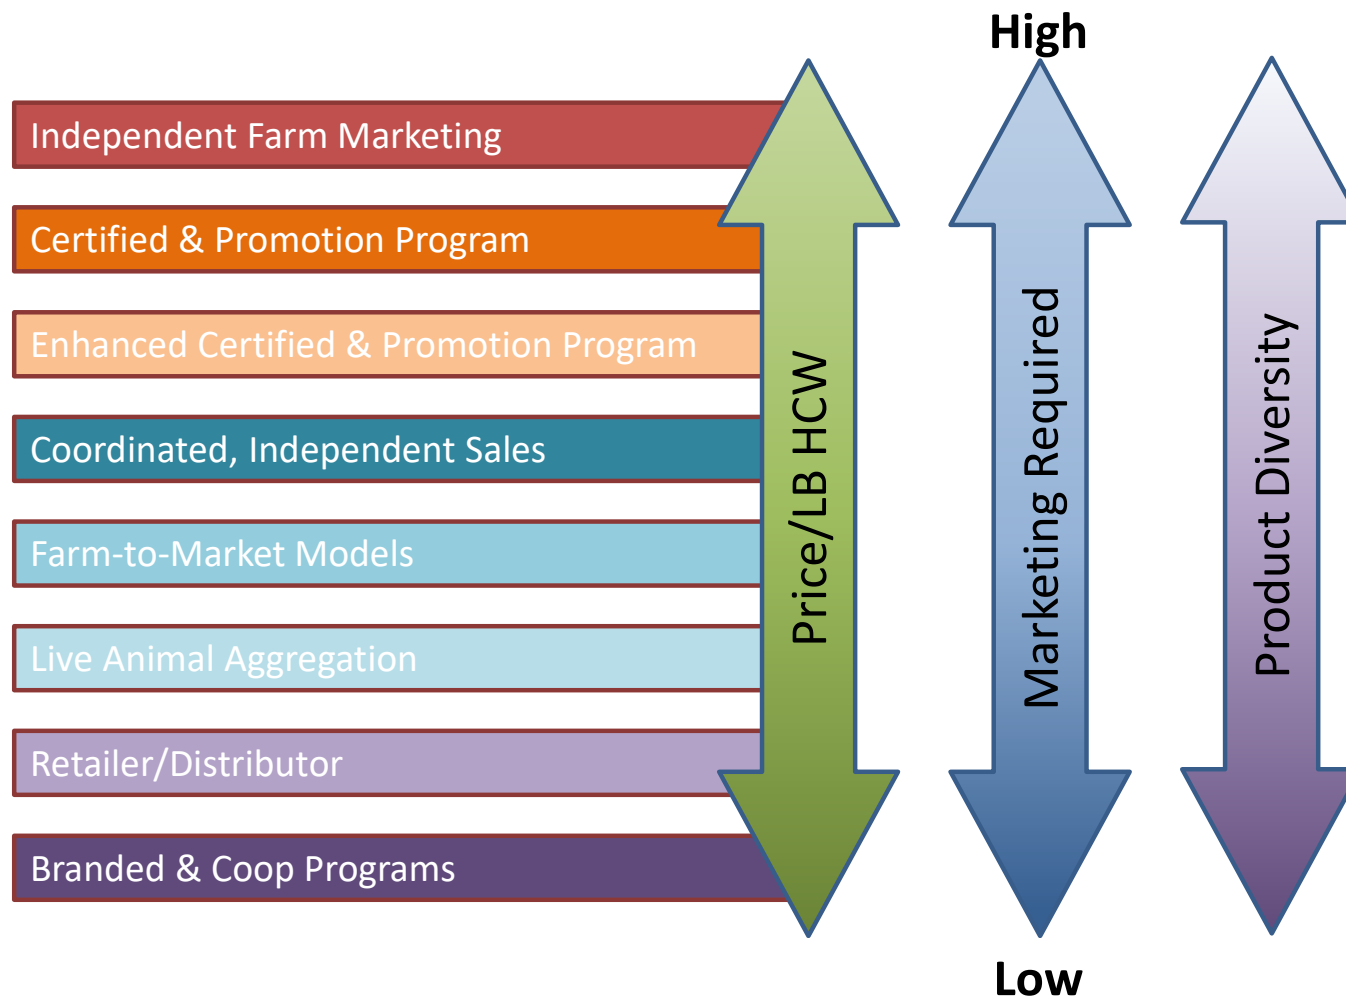 High
Independent Farm Marketing
Certified & Promotion Program
Enhanced Certified & Promotion Program
Coordinated, Independent Sales
Farm-to-Market Models
Live Animal Aggregation
Retailer/Distributor
Branded & Coop Programs
Price/LB HCW
Marketing Required
Product Diversity
Low